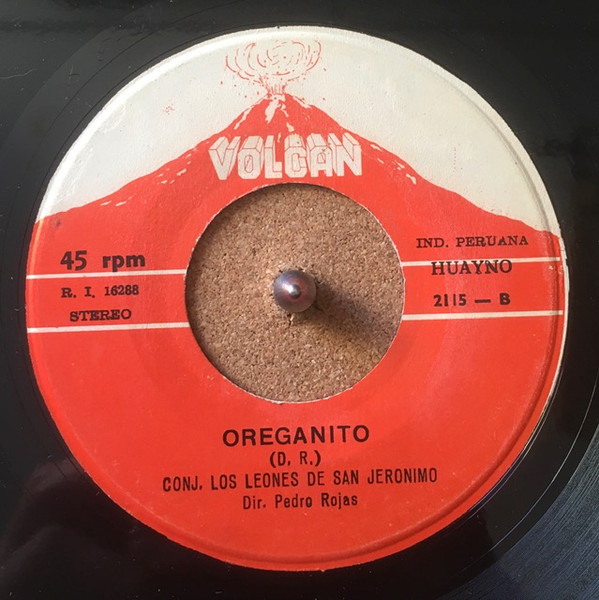 VOLCAN
45 rpm
R. I. 16288
STEREO
IND. PERUANA
HUAYNO
2115 — B
OREGANITO
(D. R.)
CONJ. LOS LEONES DE SAN JERONIMO
Dir. Pedro Rojas